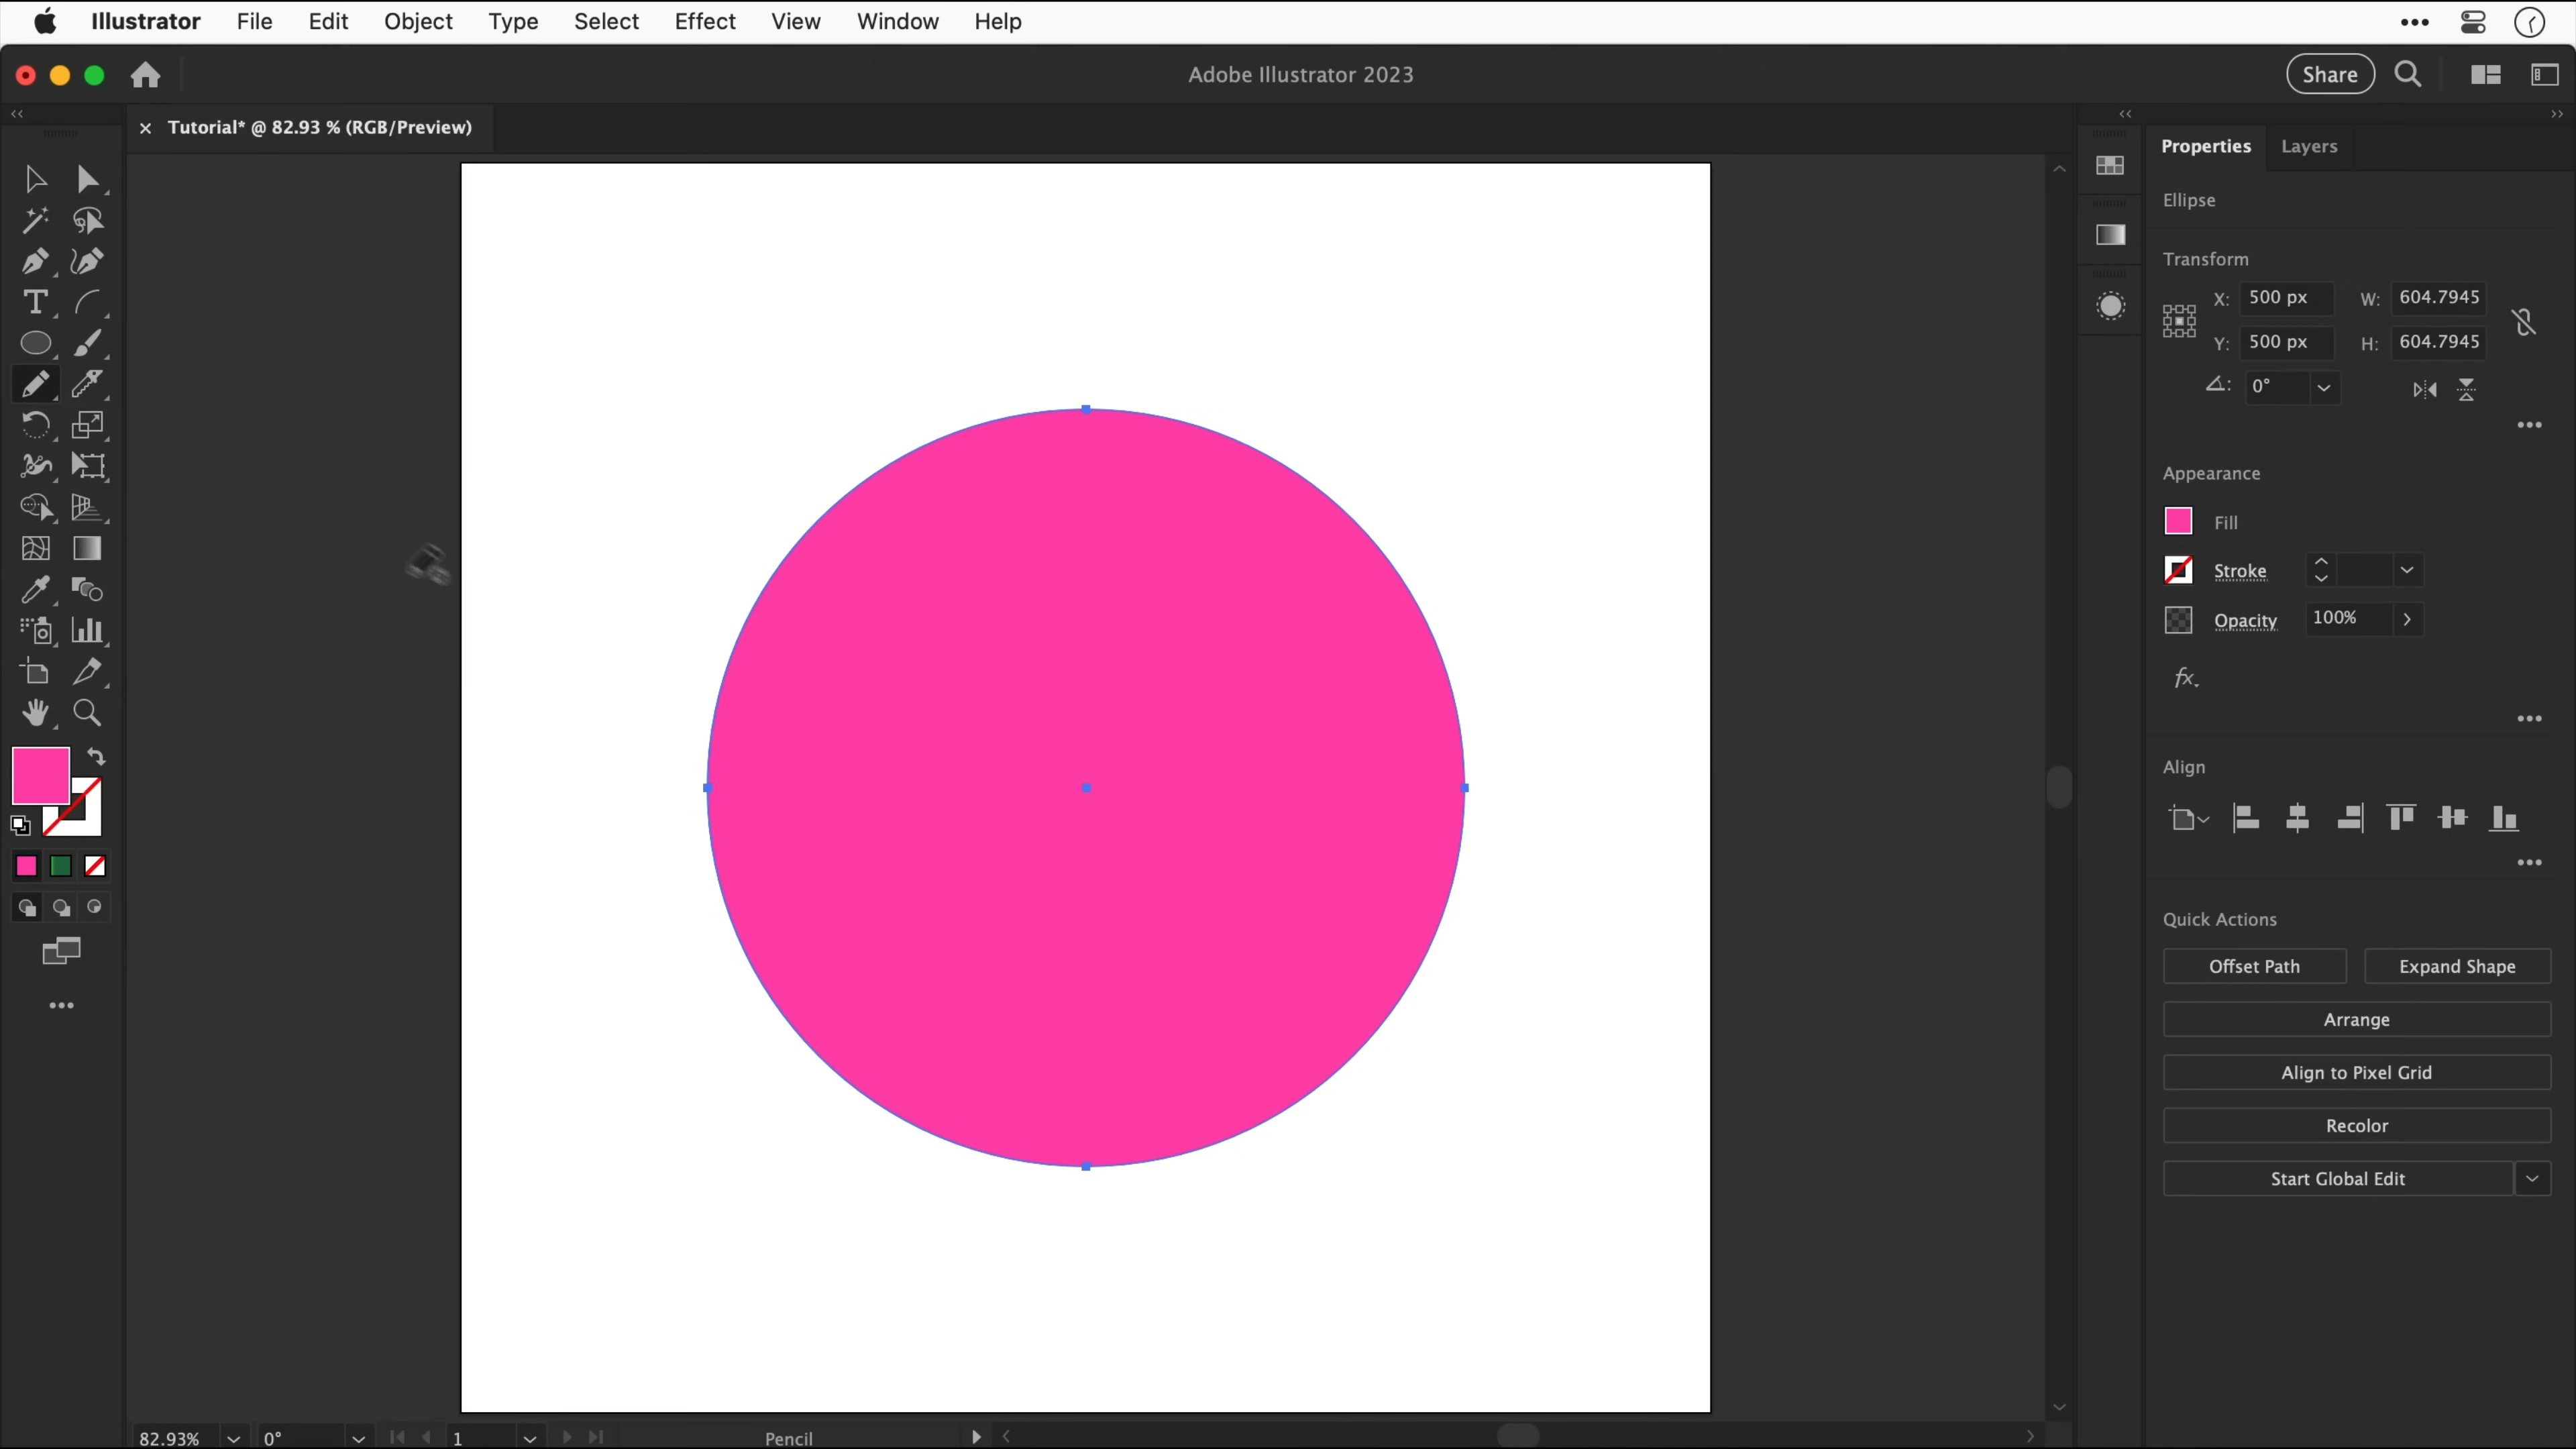 Illustrator File Edit Object Type Select Effect View Window Help
Adobe Illustrator 2023
Share
× Tutorial* @ 82.93 % (RGB/Preview)
Properties Layers
Ellipse
Transform
X: 500 px W: 604.7945
Y: 500 px H: 604.7945
0°
Appearance
Fill
Stroke
Opacity 100%
fx
Align
Quick Actions
Offset Path Expand Shape
Arrange
Align to Pixel Grid
Recolor
Start Global Edit
82.93% 0° 1 Pencil